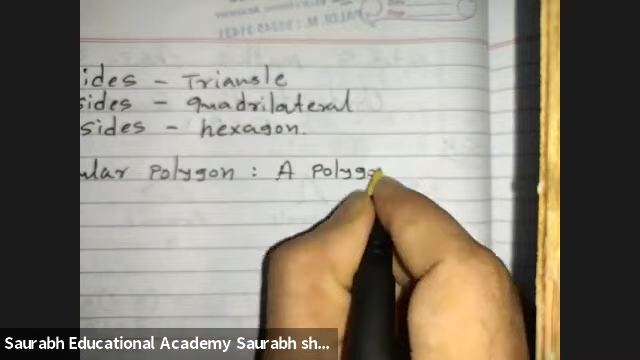 ides - Triangle
sides - quadrilateral
sides - hexagon.
ular polygon : A polygo
Saurabh Educational Academy Saurabh sh...